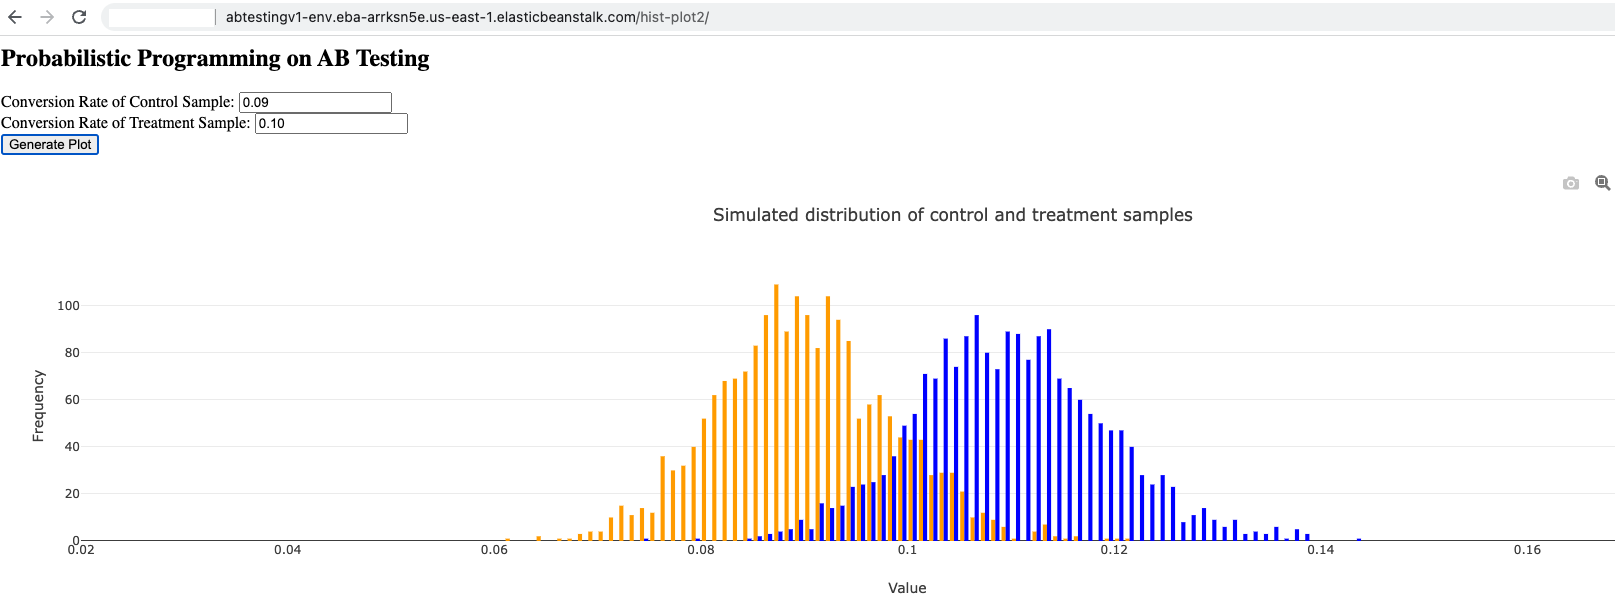 abtestingv1-env.eba-arrksn5e.us-east-1.elasticbeanstalk.com/hist-plot2/
Probabilistic Programming on AB Testing
Conversion Rate of Control Sample: 0.09
Conversion Rate of Treatment Sample: 0.10
Generate Plot
Simulated distribution of control and treatment samples
100
80
60
40
20
0
Frequency
0.02 0.04 0.06 0.08 0.1 0.12 0.14 0.16
Value